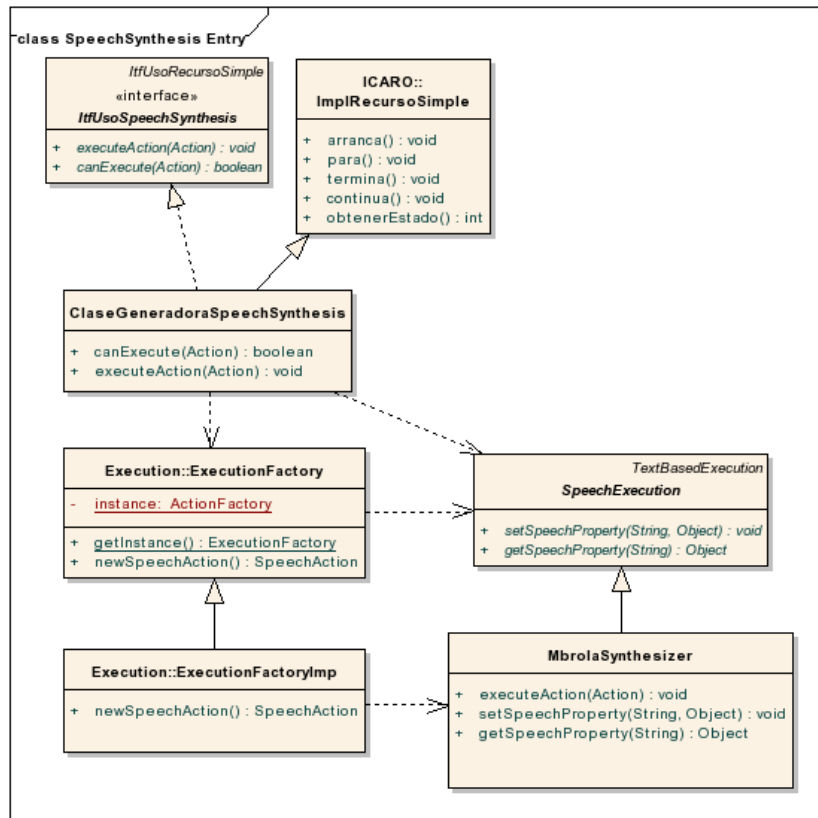 class SpeechSynthesis Entry
ItfUsoRecursoSimple
«interface»
ItfUsoSpeechSynthesis
+ executeAction(Action) : void
+ canExecute(Action) : boolean
ICARO::
ImplRecursoSimple
+ arranca() : void
+ para() : void
+ termina() : void
+ continua() : void
+ obtenerEstado() : int
ClaseGeneradoraSpeechSynthesis
+ canExecute(Action) : boolean
+ executeAction(Action) : void
Execution::ExecutionFactory
- instance: ActionFactory
+ getInstance() : ExecutionFactory
+ newSpeechAction() : SpeechAction
TextBasedExecution
SpeechExecution
+ setSpeechProperty(String, Object) : void
+ getSpeechProperty(String) : Object
Execution::ExecutionFactoryImp
+ newSpeechAction() : SpeechAction
MbrolaSynthesizer
+ executeAction(Action) : void
+ setSpeechProperty(String, Object) : void
+ getSpeechProperty(String) : Object